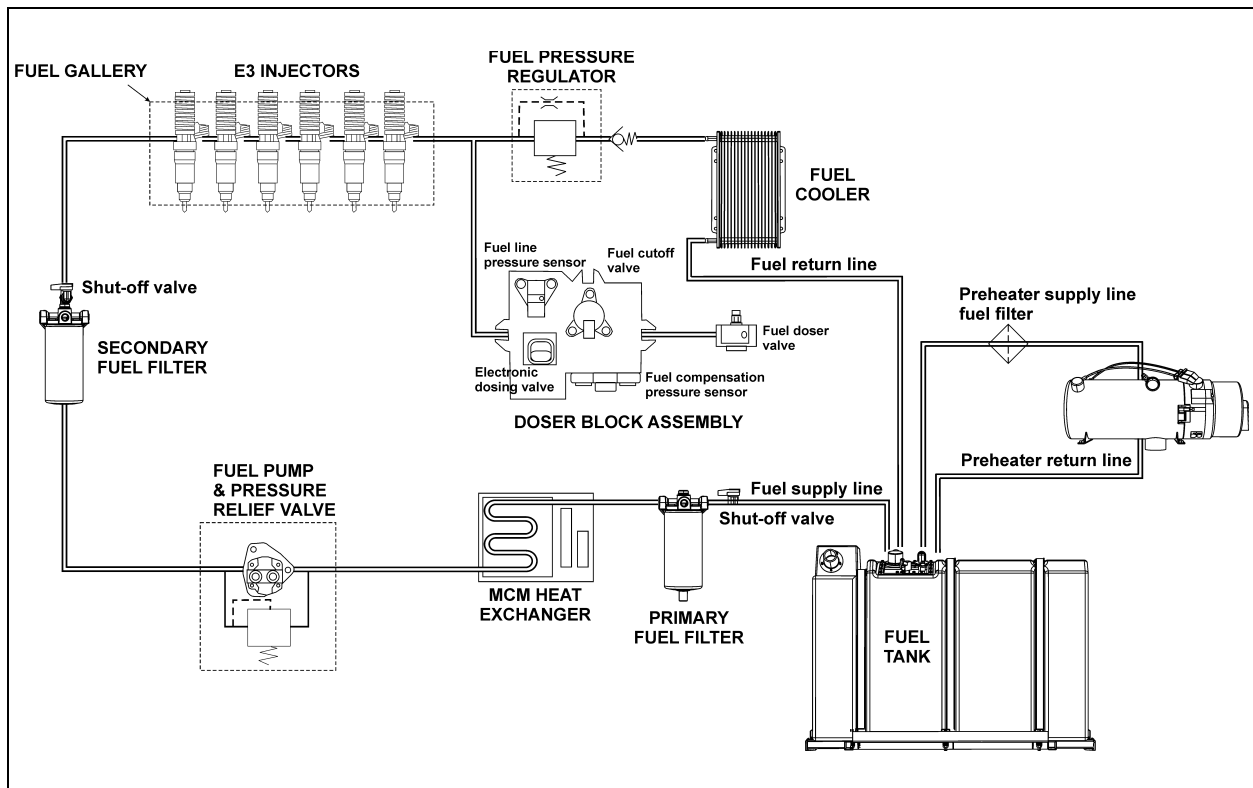 FUEL GALLERY
E3 INJECTORS
FUEL PRESSURE
REGULATOR
FUEL
COOLER
Fuel line
pressure sensor
Fuel cutoff
valve
Fuel return line
Shut-off valve
Preheater supply line
fuel filter
SECONDARY
FUEL FILTER
Fuel doser
valve
Electronic
dosing valve
Fuel compensation
pressure sensor
DOSER BLOCK ASSEMBLY
FUEL PUMP
& PRESSURE
RELIEF VALVE
Preheater return line
Fuel supply line
Shut-off valve
MCM HEAT
EXCHANGER
PRIMARY
FUEL FILTER
FUEL
TANK